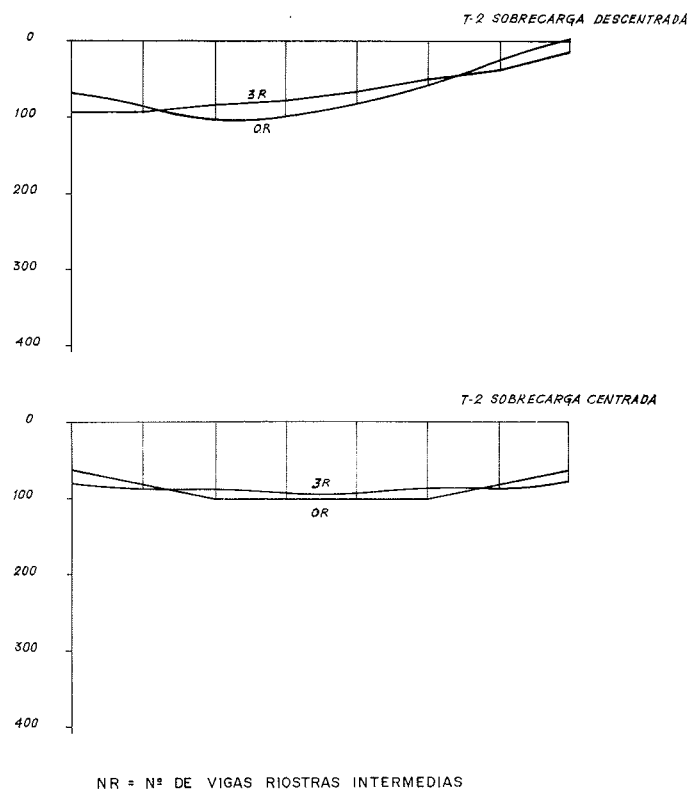 T-2 SOBRECARGA DESCENTRADA
0
100
200
300
400
3R
0R
T-2 SOBRECARGA CENTRADA
0
100
200
300
400
3R
0R
NR = Nº DE VIGAS RIOSTRAS INTERMEDIAS